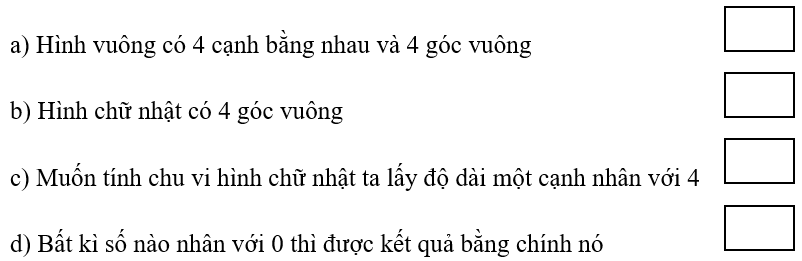 a) Hình vuông có 4 cạnh bằng nhau và 4 góc vuông
b) Hình chữ nhật có 4 góc vuông
c) Muốn tính chu vi hình chữ nhật ta lấy độ dài một cạnh nhân với 4
d) Bất kì số nào nhân với 0 thì được kết quả bằng chính nó